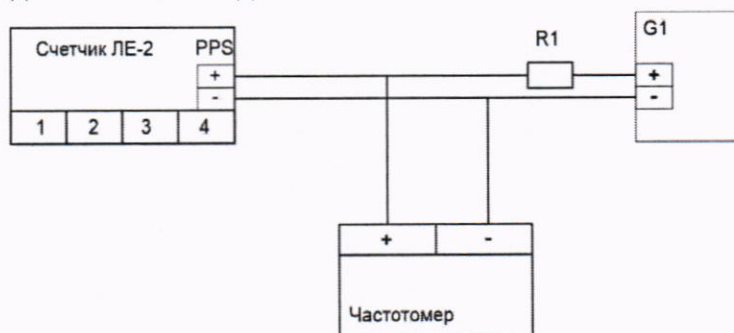 Счетчик ЛЕ-2 PPS
+
-
1 2 3 4
R1
G1
+
-
+ -
Частотомер